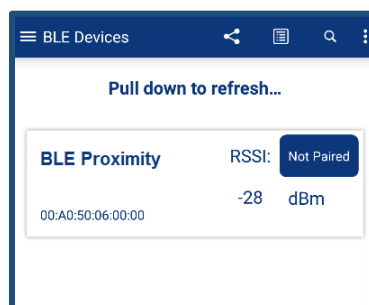 BLE Devices
Pull down to refresh...
BLE Proximity RSSI: Not Paired
-28 dBm
00:A0:50:06:00:00